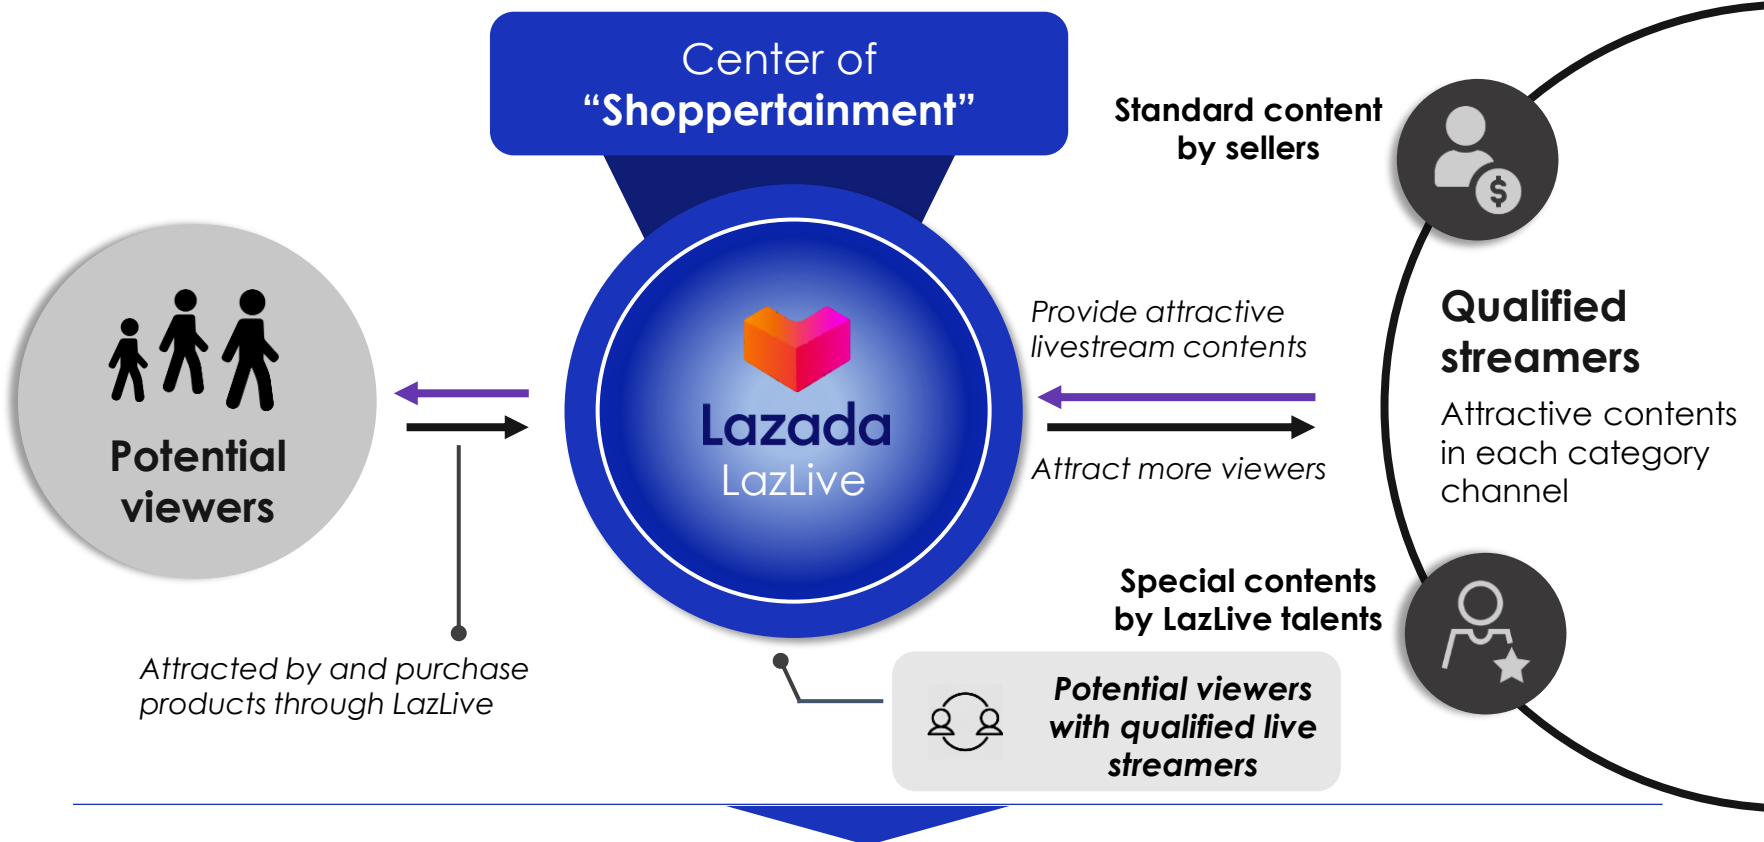 Center of
“Shoppertainment”
Standard content
by sellers
Potential
viewers
Lazada
LazLive
Provide attractive
livestream contents
Attract more viewers
Qualified
streamers
Attractive contents
in each category
channel
Special contents
by LazLive talents
Attracted by and purchase
products through LazLive
Potential viewers
with qualified live
streamers
$